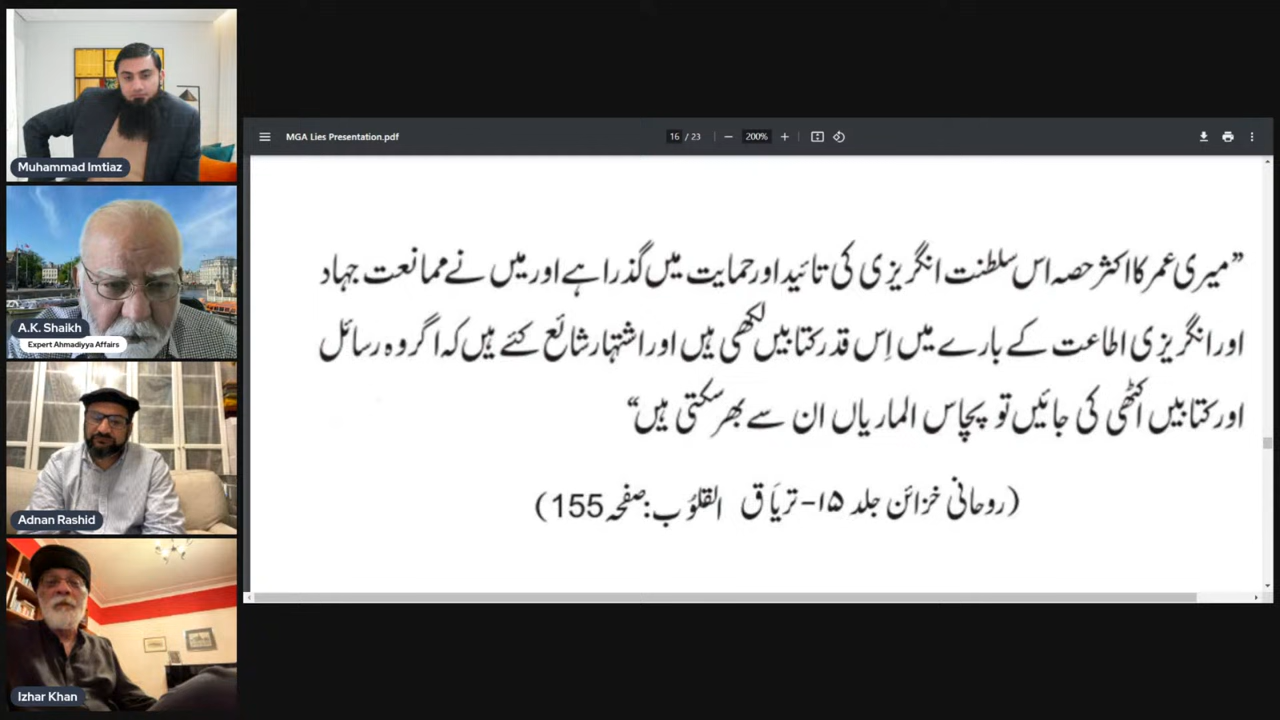 Muhammad Imtiaz
A.K. Shaikh
Expert Ahmadiyya Affairs
Adnan Rashid
Izhar Khan
MGA Lies Presentation.pdf
16 / 23
200%
”میری عمر کا اکثر حصہ اس سلطنت انگریزی کی تائید اور حمایت میں گذرا ہے اور میں نے ممانعت جہاد
اور انگریزی اطاعت کے بارے میں اِس قدر کتابیں لکھی ہیں اور اشتہار شائع کئے ہیں کہ اگر وہ رسائل
اور کتابیں اکٹھی کی جائیں تو پچاس الماریاں ان سے بھر سکتی ہیں“
(روحانی خزائن جلد ۱۵- تریَاق القلوُب: صفحہ 155)